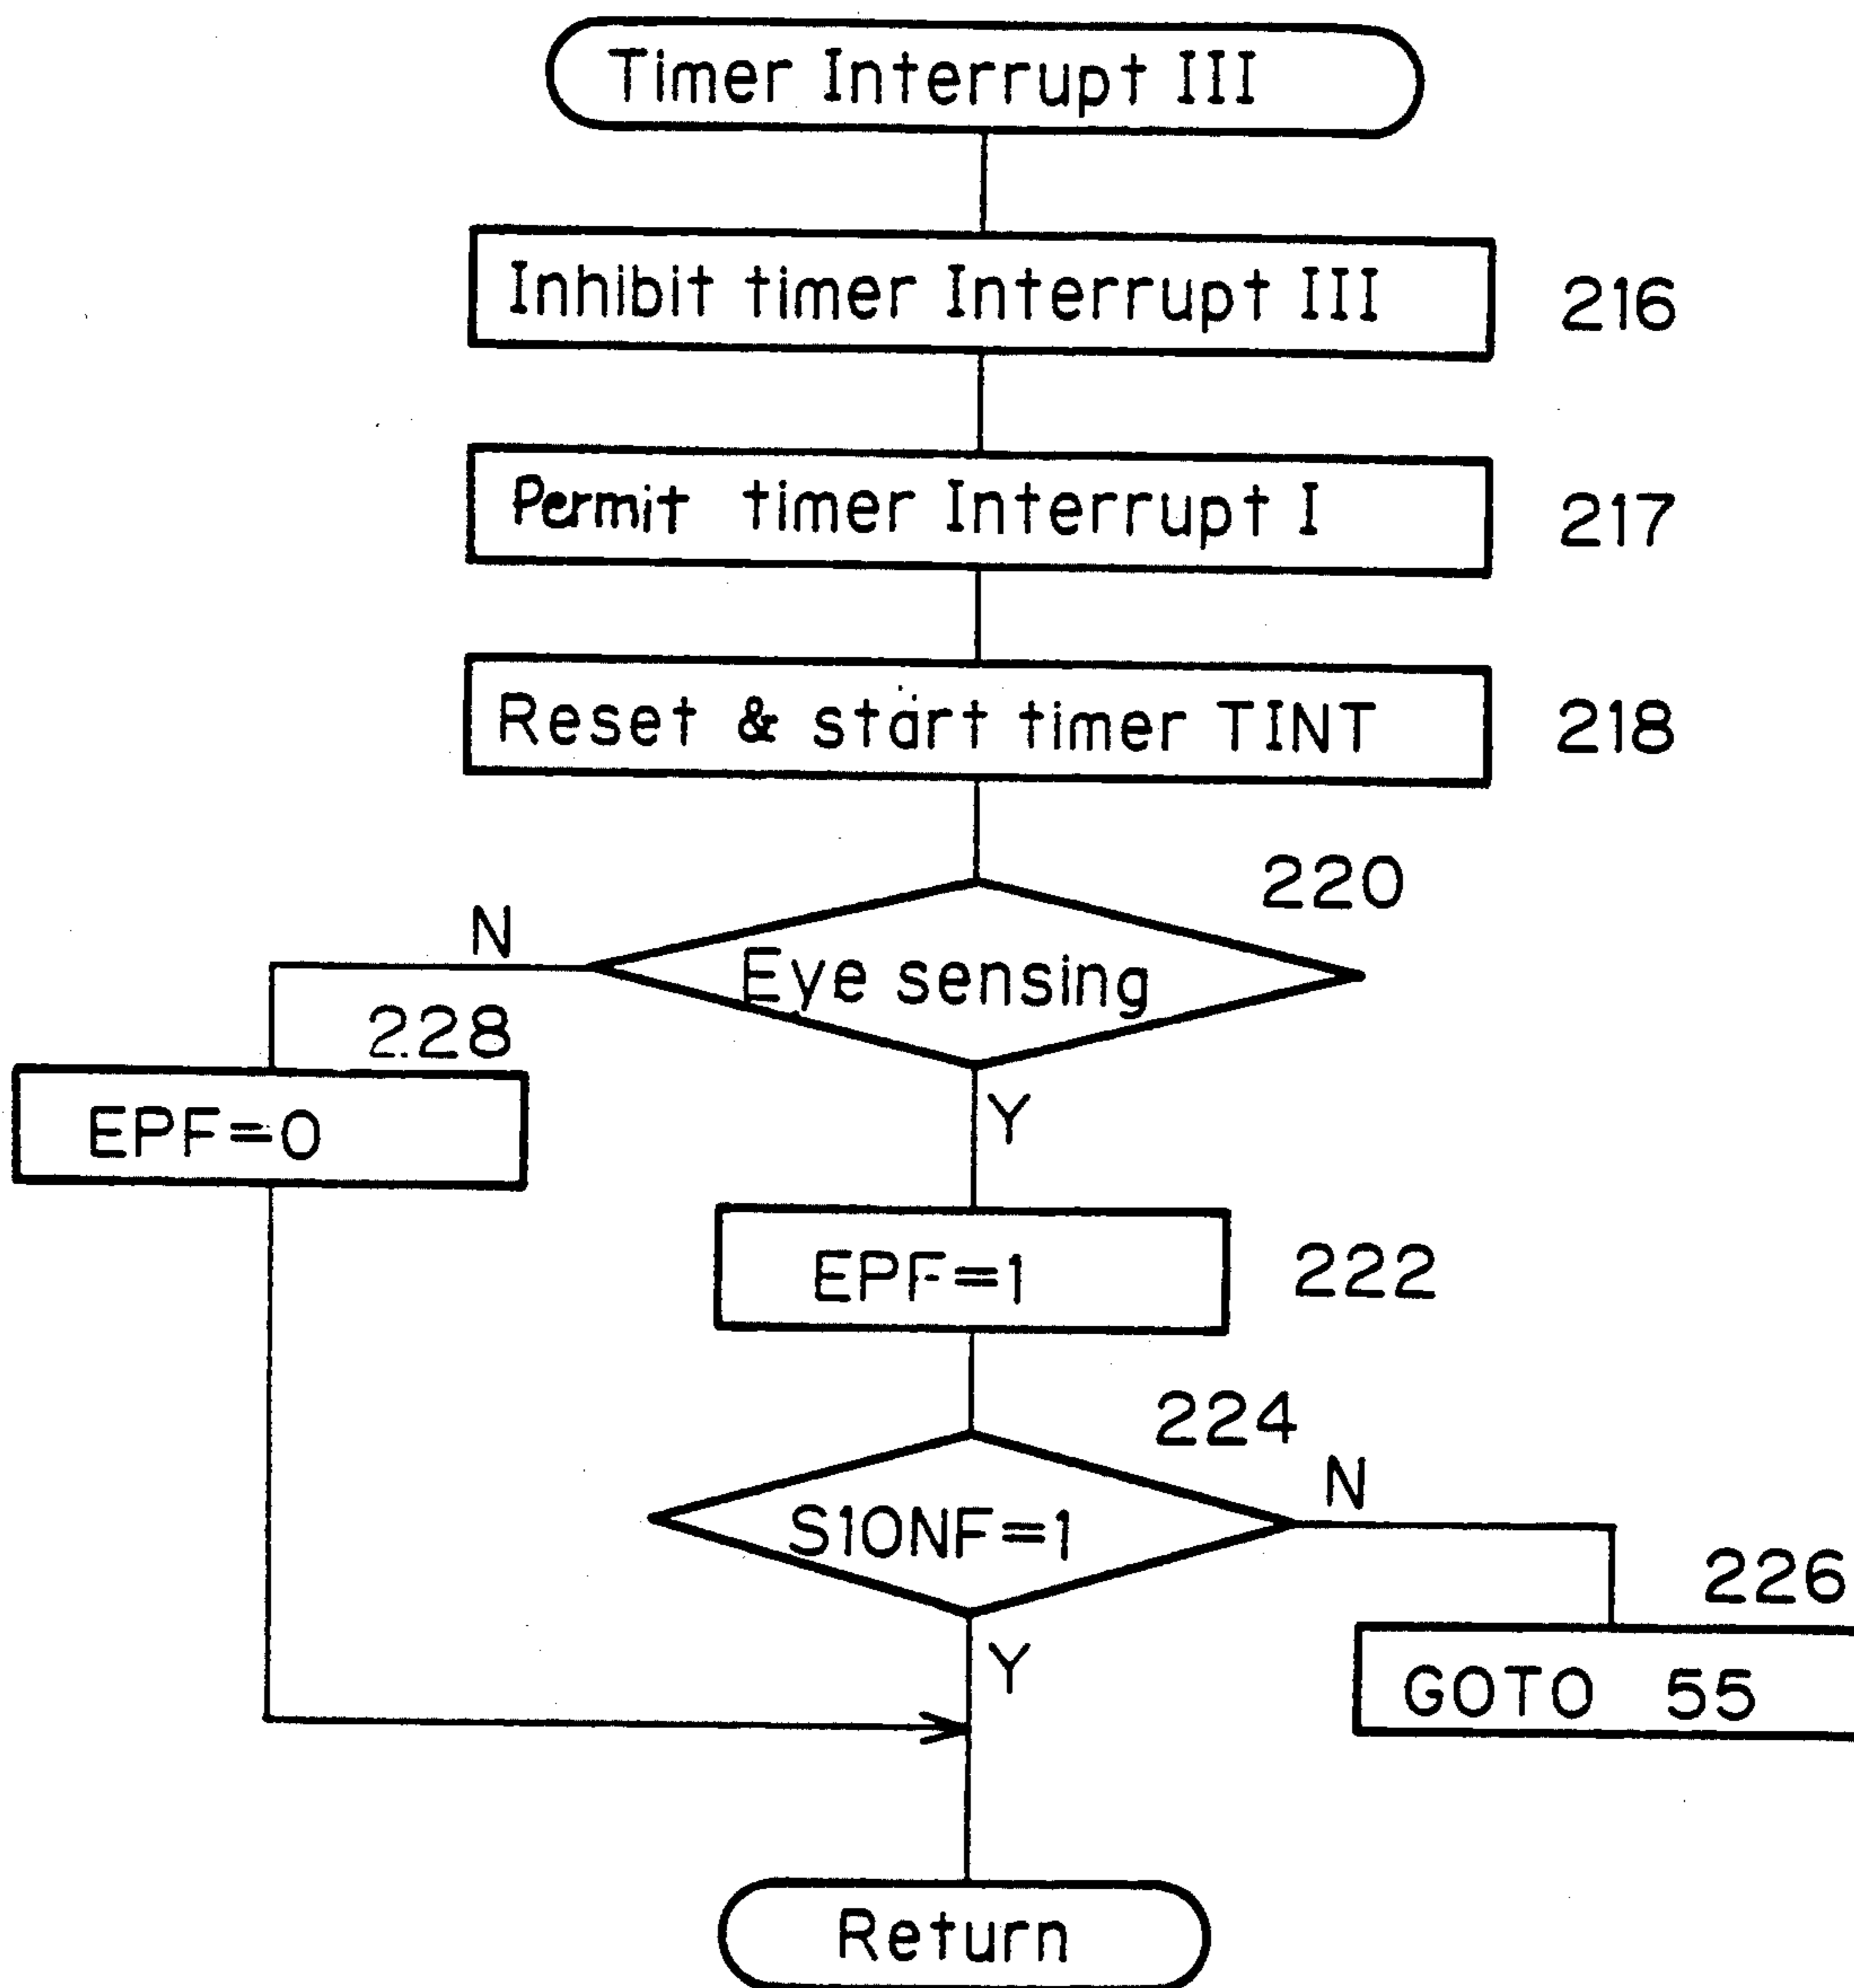 Timer Interrupt III
Inhibit timer Interrupt III
216
Permit timer Interrupt I
217
Reset & start timer TINT
218
220
N
Eye sensing
228
EPF=0
Y
EPF=1
222
224
N
S1ONF=1
226
Y
GOTO 55
Return